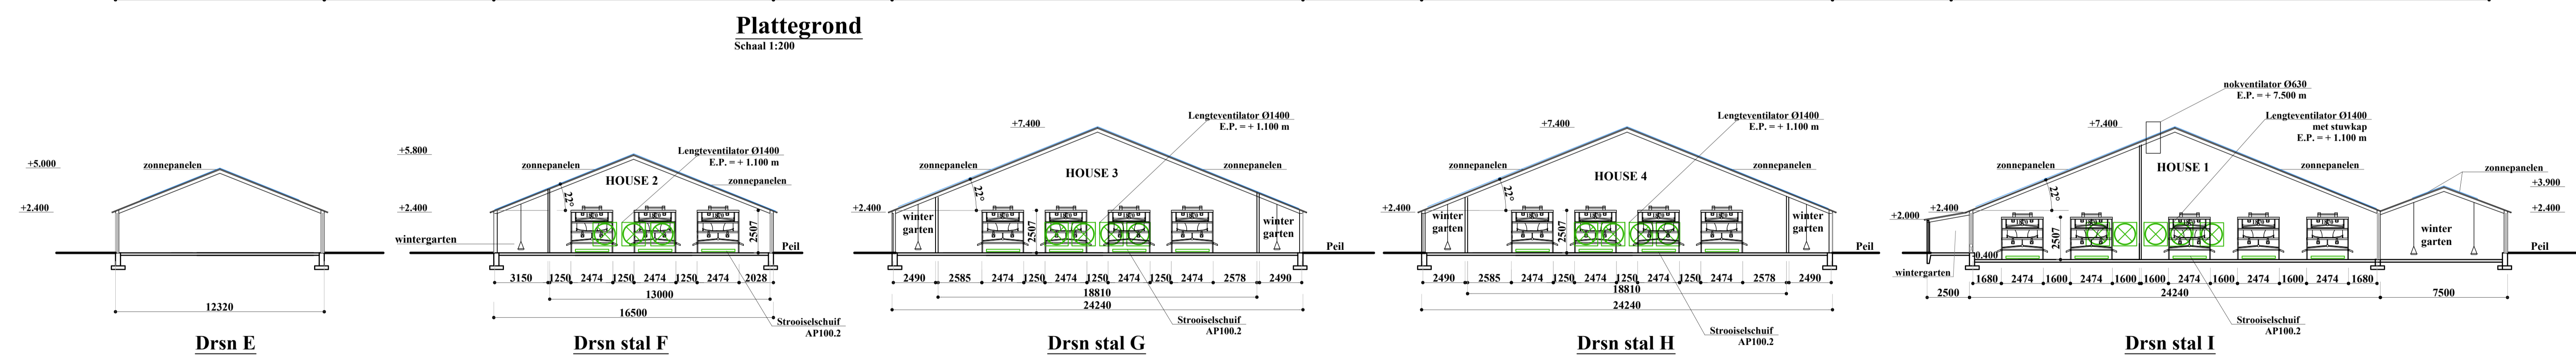 Plattegrond
Schaal 1:200
+5.000
zonnepanelen
+2.400
12320
Drsn E
+5.800
zonnepanelen
Lengteventilator Ø1400
E.P. = + 1.100 m
zonnepanelen
HOUSE 2
22°
+2.400
2507
wintergarten
Peil
3150 1250 2474 1250 2474 1250 2474 2028
13000
16500
Strooiselschuif
AP100.2
Drsn stal F
Lengteventilator Ø1400
E.P. = + 1.100 m
+7.400
zonnepanelen
zonnepanelen
HOUSE 3
22°
+2.400
winter
garten
2507
winter
garten
Peil
2490 2585 2474 1250 2474 1250 2474 1250 2474 2578 2490
18810
24240
Strooiselschuif
AP100.2
Drsn stal G
Lengteventilator Ø1400
E.P. = + 1.100 m
+7.400
zonnepanelen
zonnepanelen
HOUSE 4
22°
+2.400
winter
garten
2507
winter
garten
Peil
2490 2585 2474 1250 2474 1250 2474 1250 2474 2578 2490
18810
24240
Strooiselschuif
AP100.2
Drsn stal H
nokventilator Ø630
E.P. = + 7.500 m
Lengteventilator Ø1400
met stuwkap
E.P. = + 1.100 m
+7.400
zonnepanelen
HOUSE 1
zonnepanelen
zonnepanelen
22°
+3.900
+2.400
+2.400
+2.000
2507
winter
garten
Peil
wintergarten
1680 2474 1600 2474 1600 1600 2474 1600 2474 1600 2474 1680
2500 24240 7500
Strooiselschuif
AP100.2
Drsn stal I